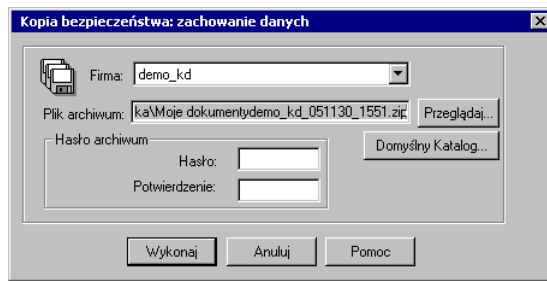 Kopia bezpieczeństwa: zachowanie danych
Firma: demo_kd
Plik archiwum: ka\Moje dokumentydemo_kd_051130_1551.zip Przeglądaj...
Hasło archiwum Domyślny Katalog...
Hasło:
Potwierdzenie:
Wykonaj Anuluj Pomoc